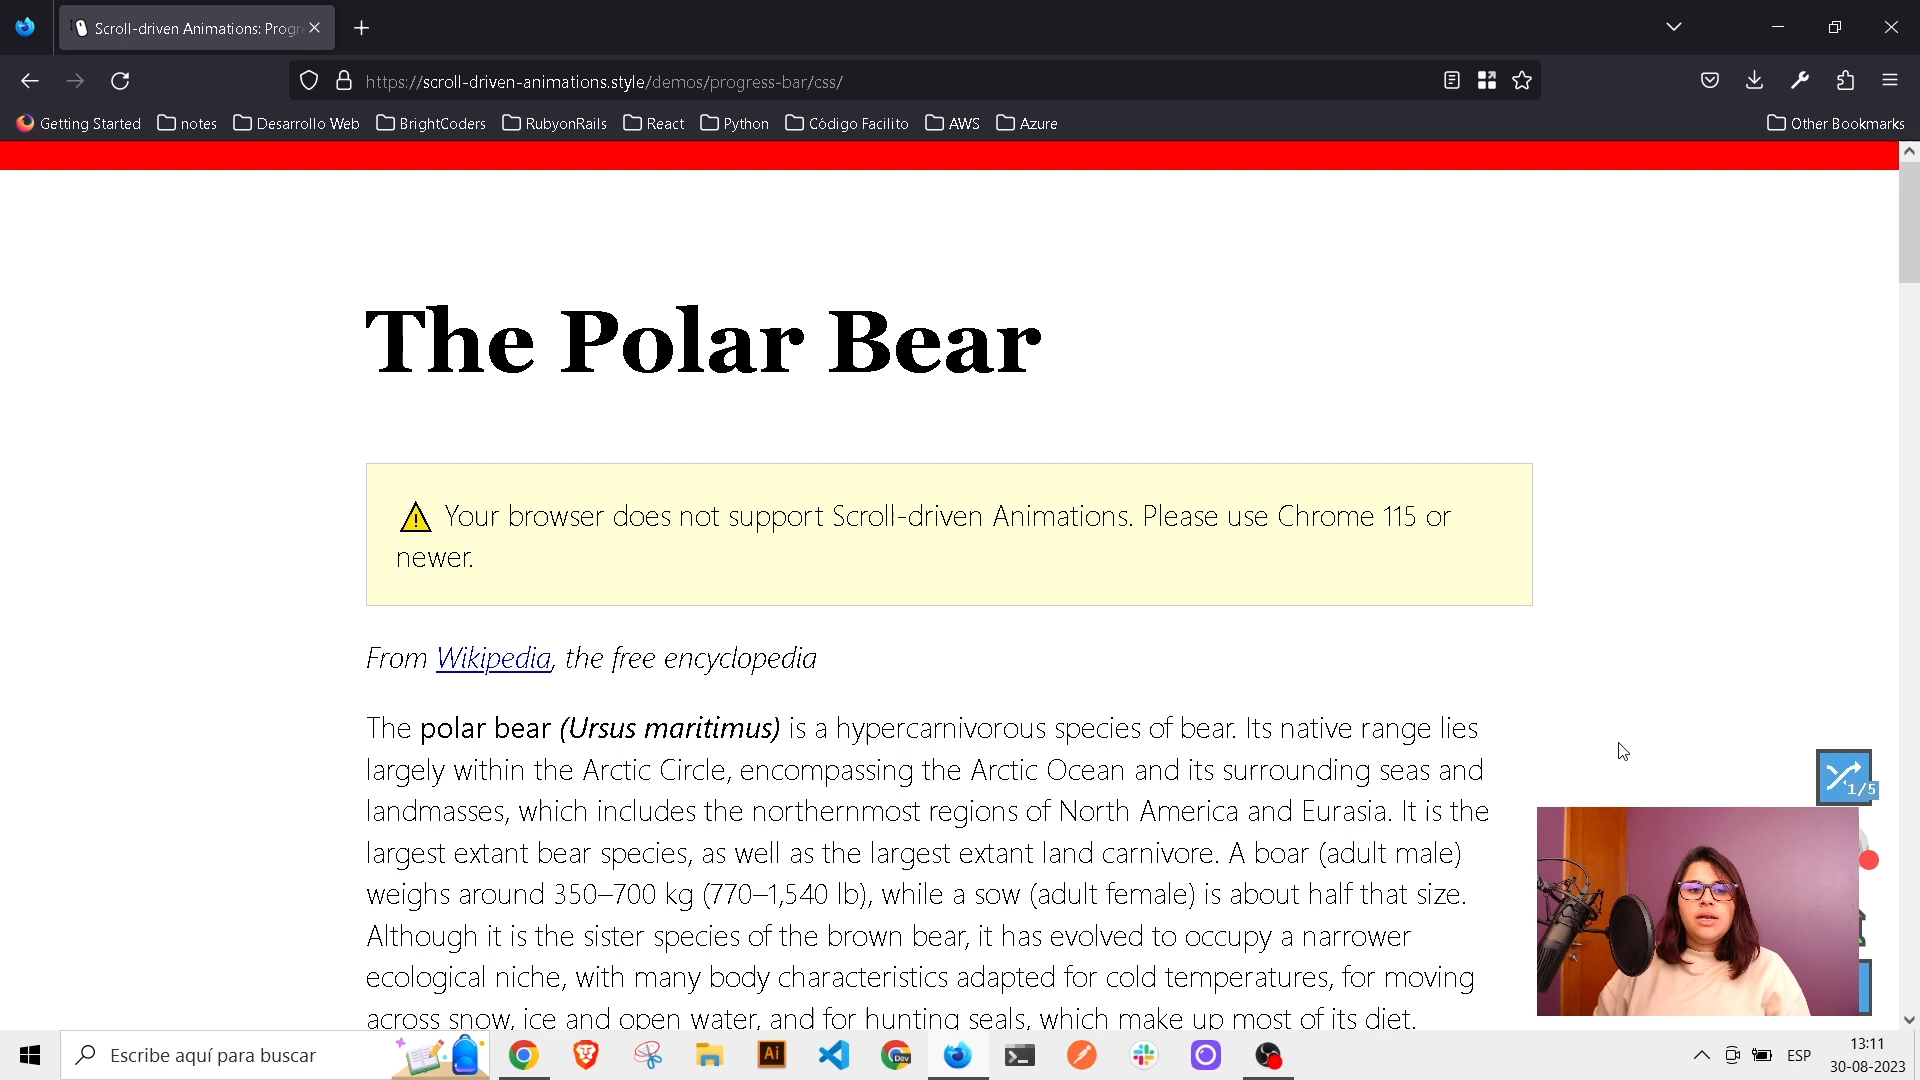 Scroll-driven Animations: Progr
https://scroll-driven-animations.style/demos/progress-bar/css/
Getting Started notes Desarrollo Web BrightCoders RubyonRails React Python Código Facilito AWS Azure Other Bookmarks
The Polar Bear
Your browser does not support Scroll-driven Animations. Please use Chrome 115 or
newer.
From Wikipedia, the free encyclopedia
The polar bear (Ursus maritimus) is a hypercarnivorous species of bear. Its native range lies
largely within the Arctic Circle, encompassing the Arctic Ocean and its surrounding seas and
landmasses, which includes the northernmost regions of North America and Eurasia. It is the
largest extant bear species, as well as the largest extant land carnivore. A boar (adult male)
weighs around 350–700 kg (770–1,540 lb), while a sow (adult female) is about half that size.
Although it is the sister species of the brown bear, it has evolved to occupy a narrower
ecological niche, with many body characteristics adapted for cold temperatures, for moving
across snow, ice and open water, and for hunting seals, which make up most of its diet.
1/5
Escribe aquí para buscar
Ai
Dev
ESP
13:11
30-08-2023